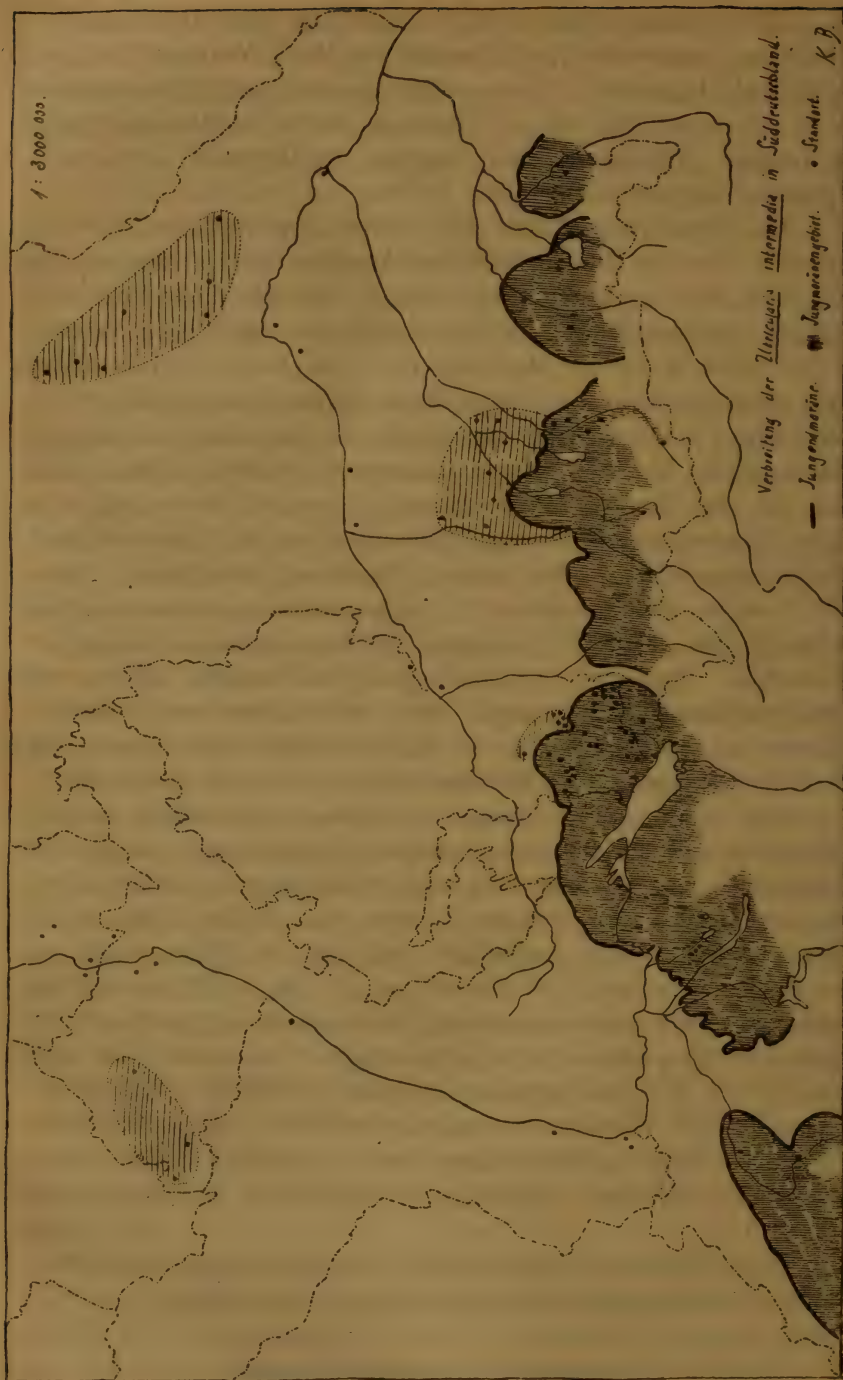 1 : 3000 000.
Verbreitung der Utricularia intermedia in Süddeutschland.
Jungendmoräne. Jungmoränengebiet. Standort.
K. B.